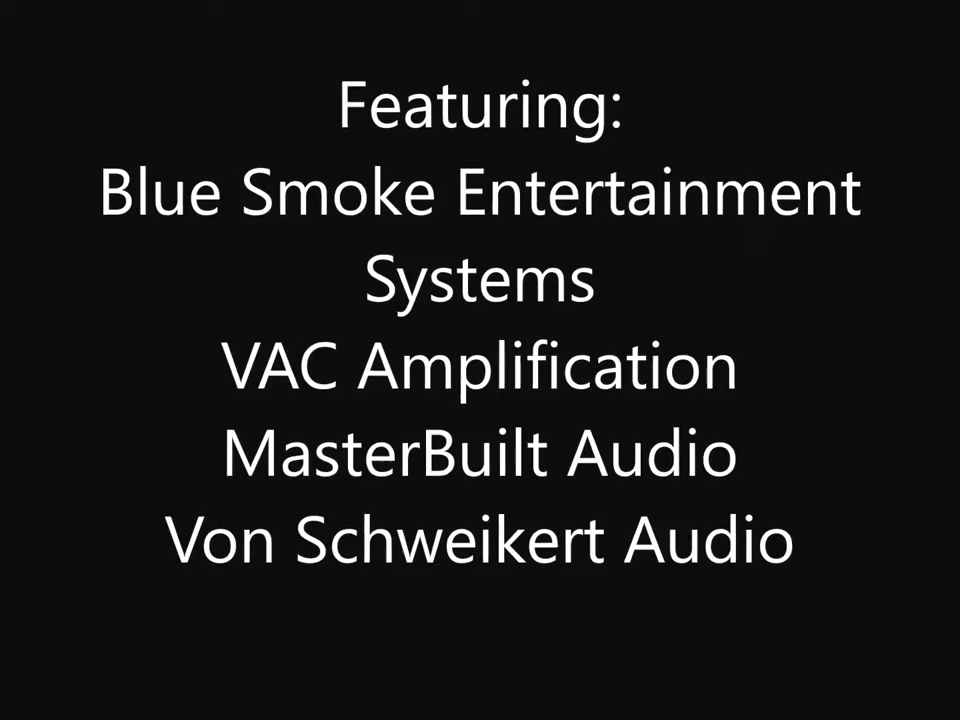 Featuring:
Blue Smoke Entertainment
Systems
VAC Amplification
MasterBuilt Audio
Von Schweikert Audio